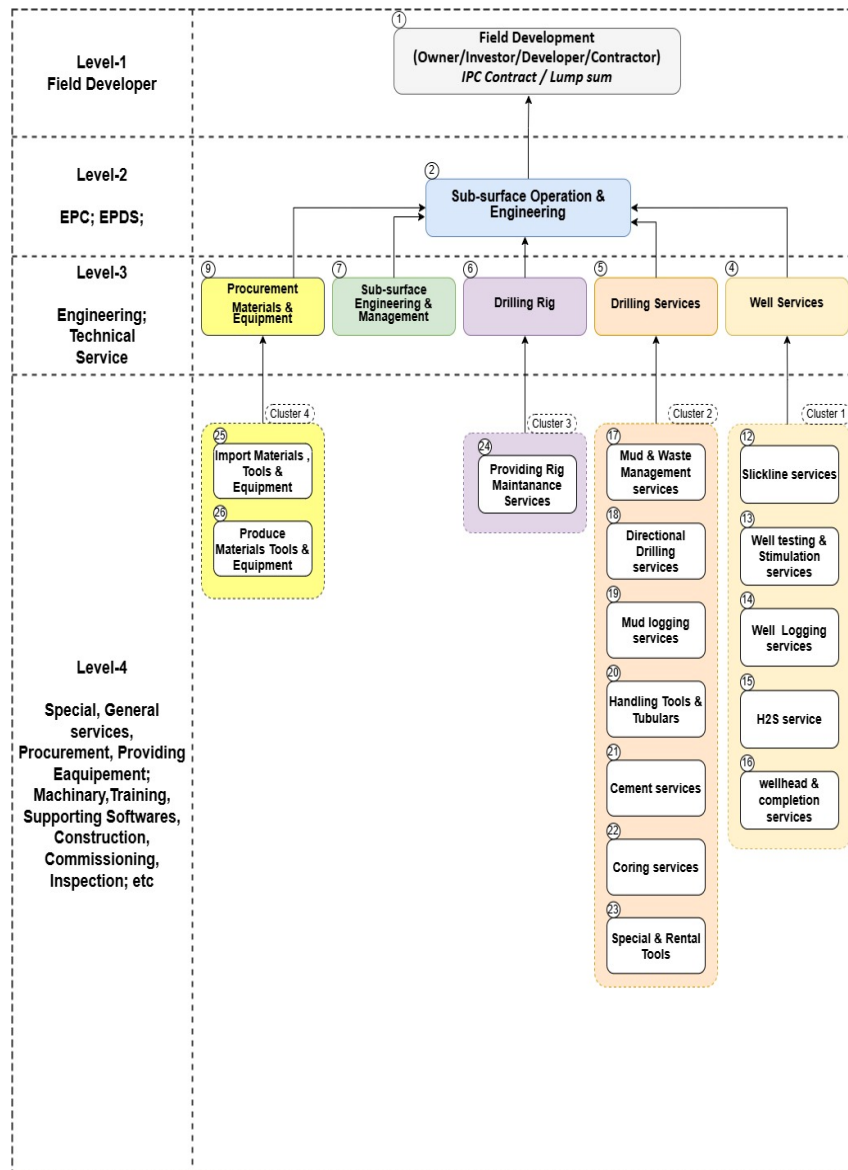 Level-1
Field Developer
1
Field Development
(Owner/Investor/Developer/Contractor)
IPC Contract / Lump sum
Level-2
EPC; EPDS;
2
Sub-surface Operation &
Engineering
Level-3
Engineering;
Technical
Service
9
Procurement
Materials &
Equipment
7
Sub-surface
Engineering &
Management
6
Drilling Rig
5
Drilling Services
4
Well Services
Level-4
Special, General
services,
Procurement, Providing
Eaquipement;
Machinary,Training,
Supporting Softwares,
Construction,
Commissioning,
Inspection; etc
Cluster 4
25
Import Materials ,
Tools &
Equipment
26
Produce
Materials Tools &
Equipment
Cluster 3
24
Providing Rig
Maintanance
Services
Cluster 2
17
Mud & Waste
Management
services
18
Directional
Drilling
services
19
Mud logging
services
20
Handling Tools &
Tubulars
21
Cement services
22
Coring services
23
Special & Rental
Tools
Cluster 1
12
Slickline services
13
Well testing &
Stimulation
services
14
Well Logging
services
15
H2S service
16
wellhead &
completion
services